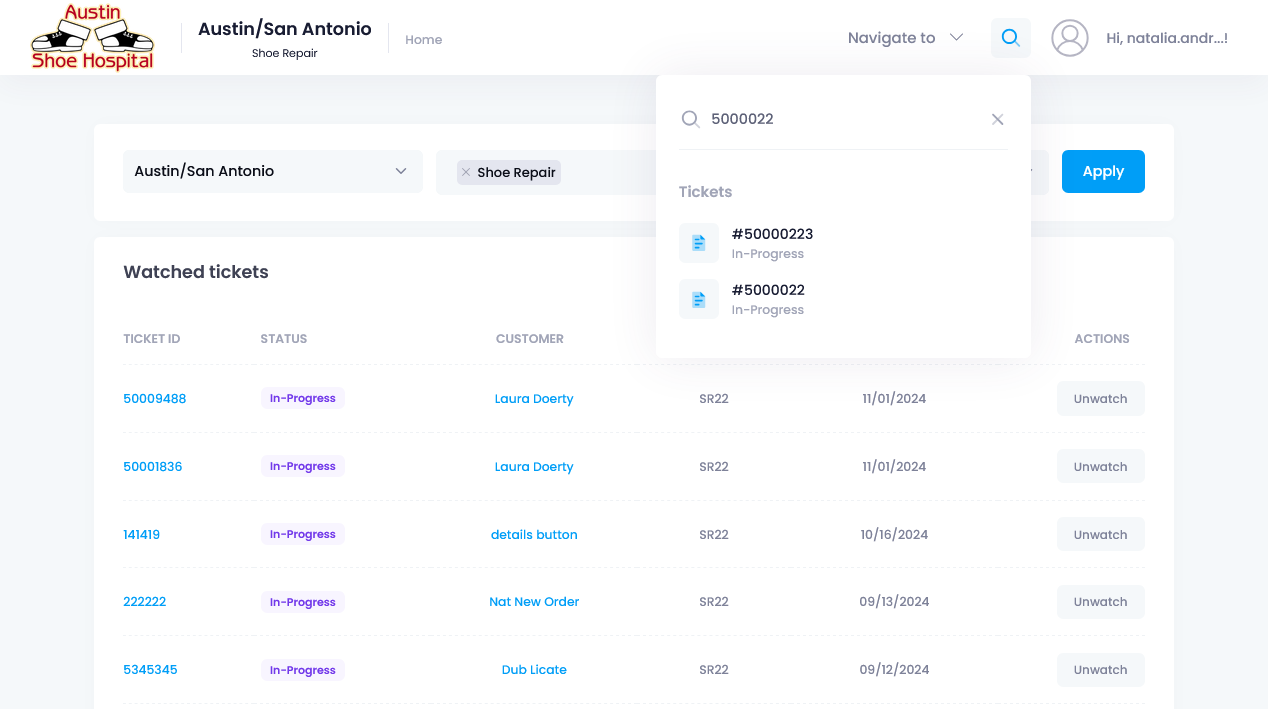 Austin
Shoe Hospital
Austin/San Antonio
Shoe Repair
Home
Navigate to
Hi, natalia.andr...!
5000022
Tickets
#50000223
In-Progress
#5000022
In-Progress
Austin/San Antonio
× Shoe Repair
Apply
Watched tickets
TICKET ID STATUS CUSTOMER ACTIONS
50009488 In-Progress Laura Doerty SR22 11/01/2024 Unwatch
50001836 In-Progress Laura Doerty SR22 11/01/2024 Unwatch
141419 In-Progress details button SR22 10/16/2024 Unwatch
222222 In-Progress Nat New Order SR22 09/13/2024 Unwatch
5345345 In-Progress Dub Licate SR22 09/12/2024 Unwatch